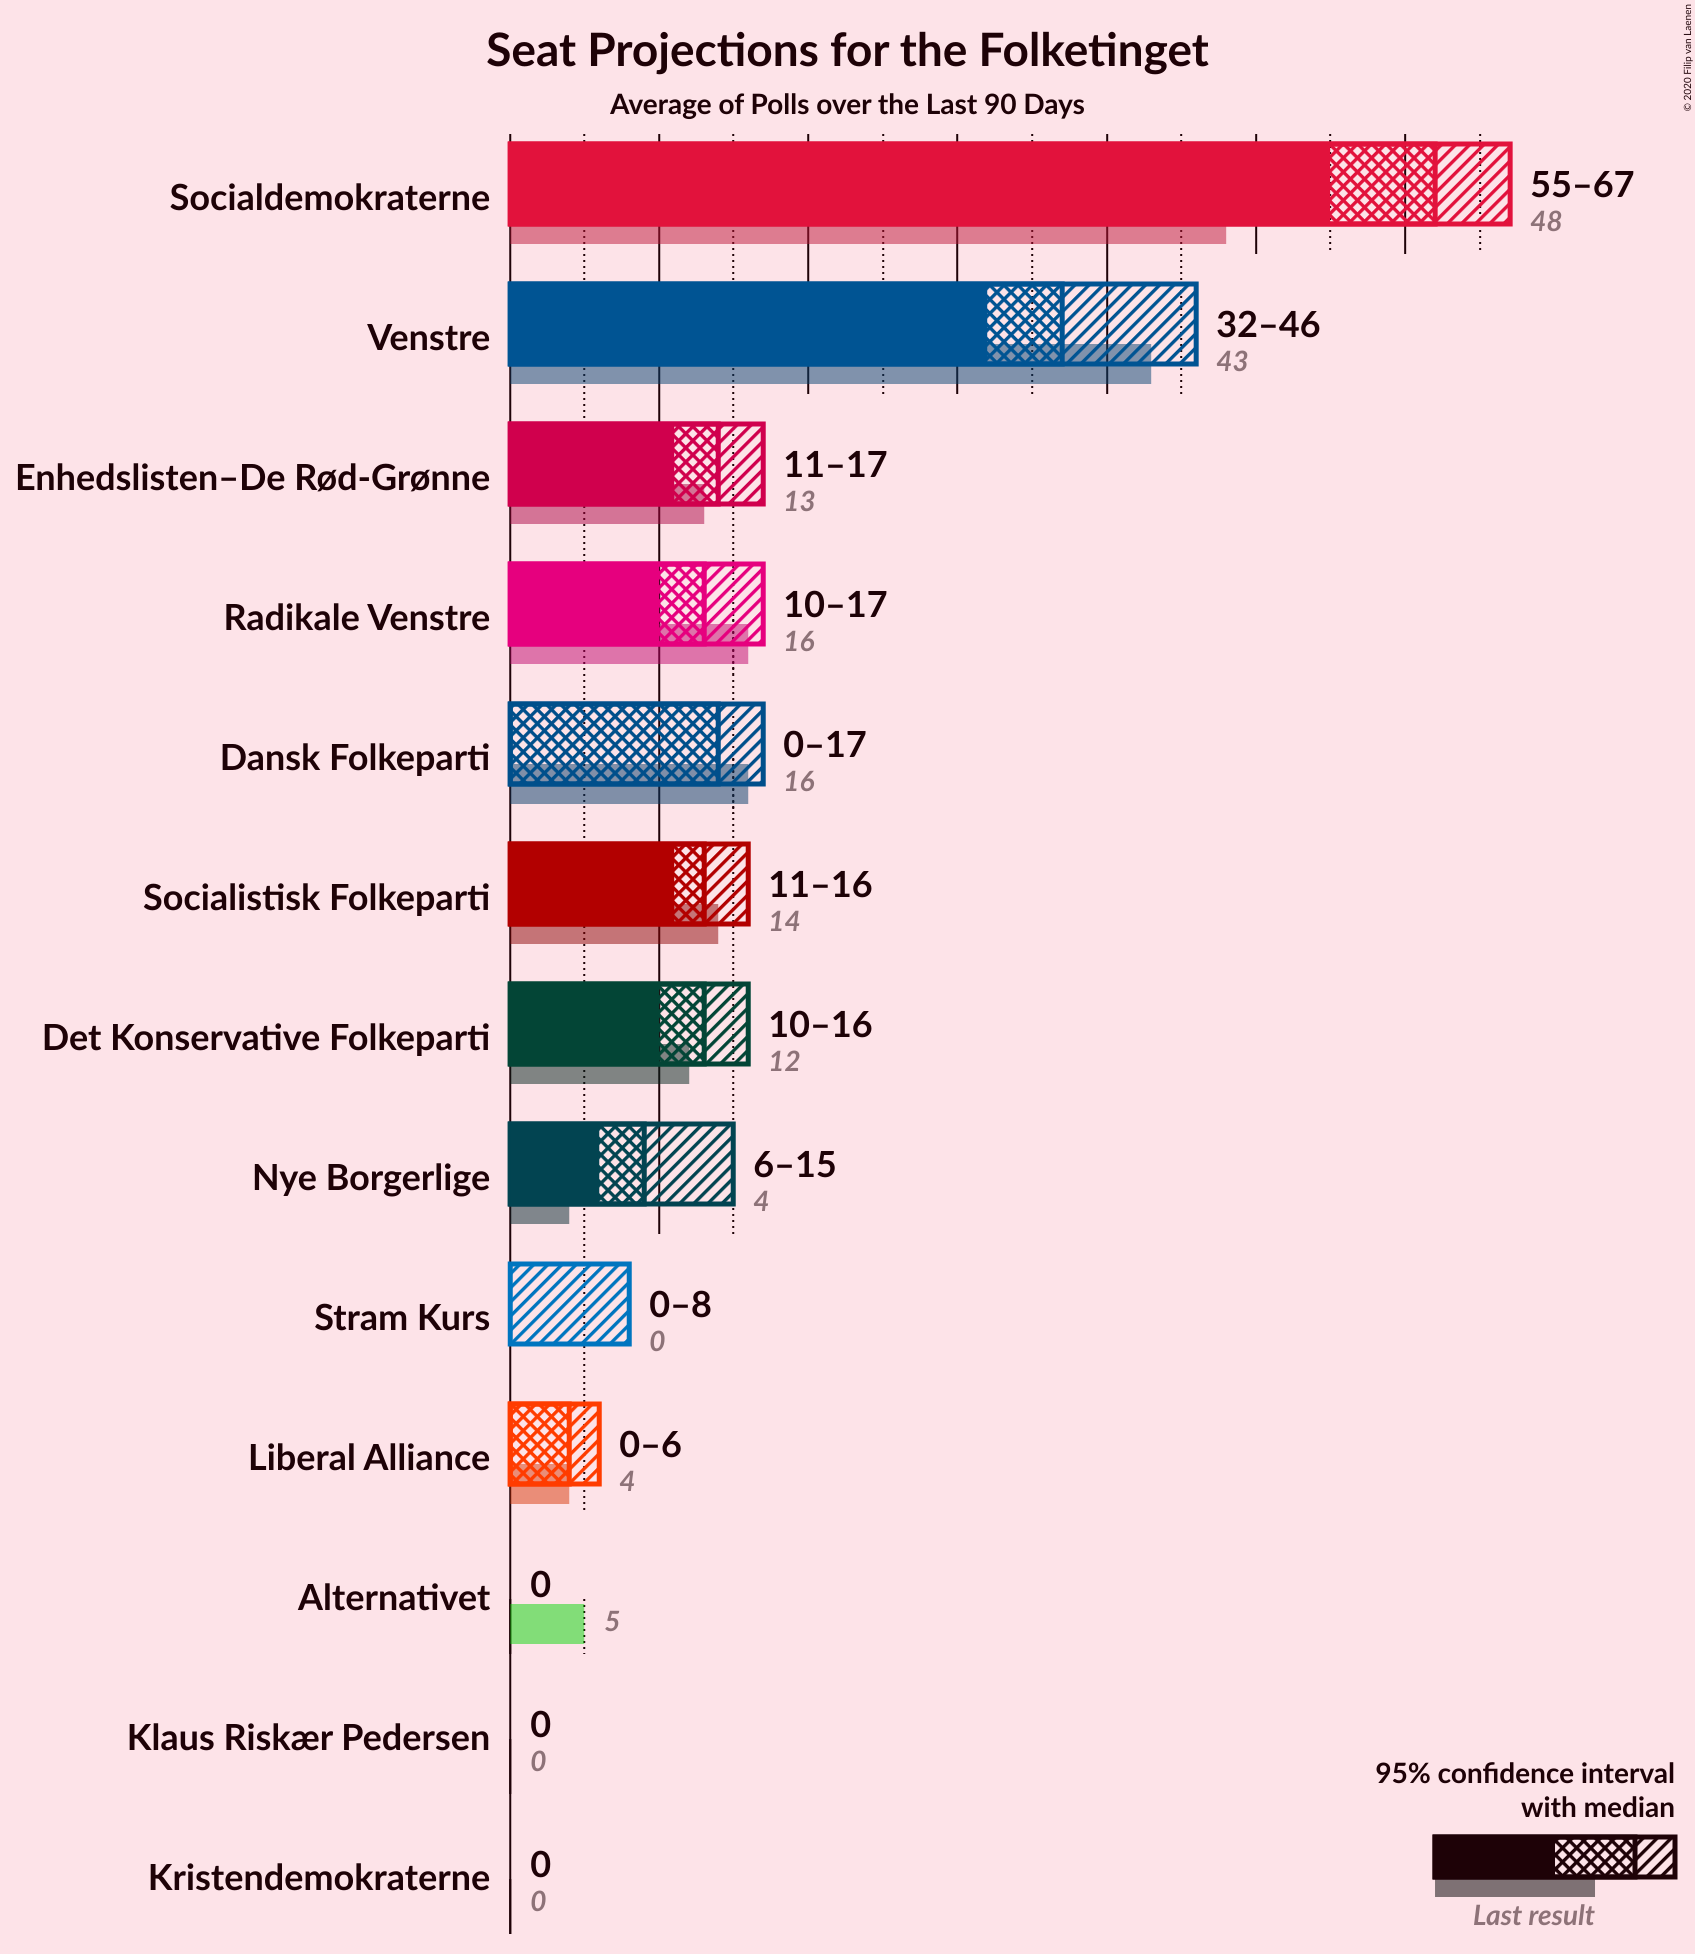 Seat Projections for the Folketinget
Average of Polls over the Last 90 Days
© 2020 Filip van Laenen
Socialdemokraterne
55–67
48
Venstre
32–46
43
Enhedslisten–De Rød-Grønne
11–17
13
Radikale Venstre
10–17
16
Dansk Folkeparti
0–17
16
Socialistisk Folkeparti
11–16
14
Det Konservative Folkeparti
10–16
12
Nye Borgerlige
6–15
4
Stram Kurs
0–8
0
Liberal Alliance
0–6
4
Alternativet
0
5
Klaus Riskær Pedersen
0
0
Kristendemokraterne
0
0
95% confidence interval
with median
Last result